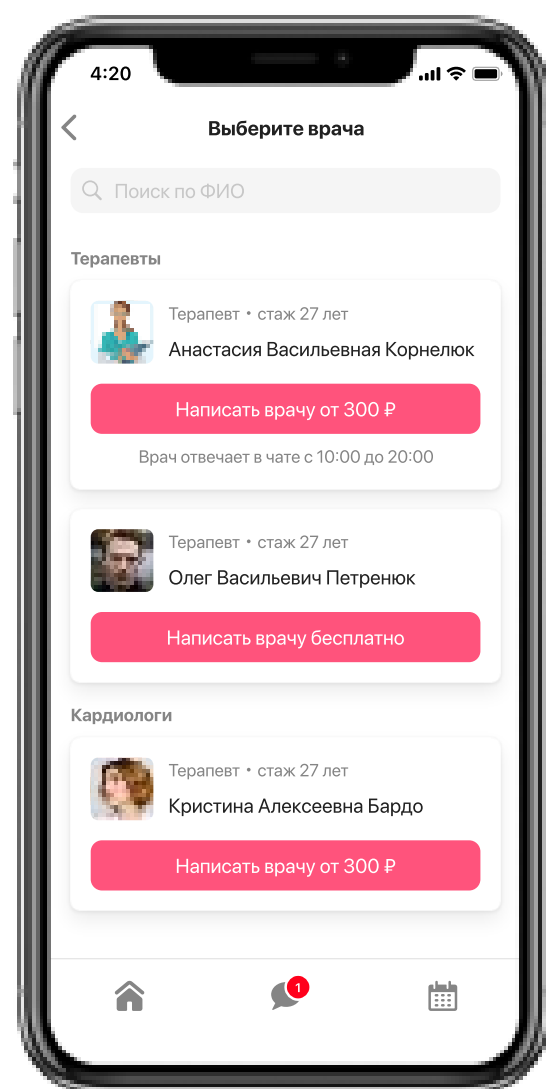 4:20
Выберите врача
Поиск по ФИО
Терапевты
Терапевт • стаж 27 лет
Анастасия Васильевная Корнелюк
Написать врачу от 300 ₽
Врач отвечает в чате с 10:00 до 20:00
Терапевт • стаж 27 лет
Олег Васильевич Петренюк
Написать врачу бесплатно
Кардиологи
Терапевт • стаж 27 лет
Кристина Алексеевна Бардо
Написать врачу от 300 ₽
1